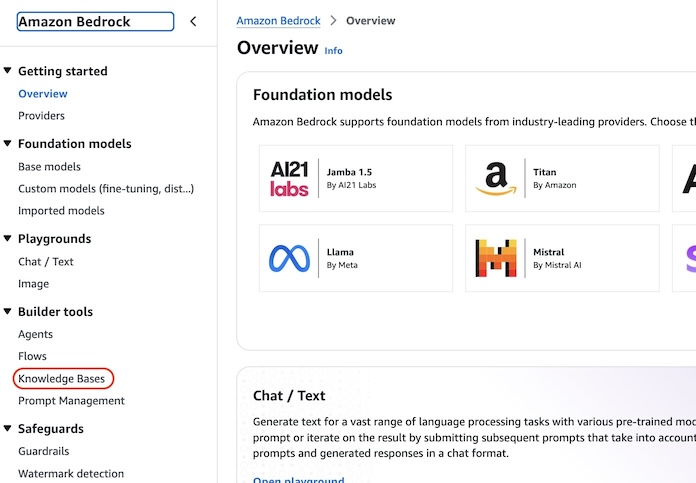 Amazon Bedrock
Getting started
Overview
Providers
Foundation models
Base models
Custom models (fine-tuning, dist...)
Imported models
Playgrounds
Chat / Text
Image
Builder tools
Agents
Flows
Knowledge Bases
Prompt Management
Safeguards
Guardrails
Watermark detection
Amazon Bedrock > Overview
Overview Info
Foundation models
Amazon Bedrock supports foundation models from industry-leading providers. Choose
AI21
labs
Jamba 1.5
By AI21 Labs
a
Titan
By Amazon
Llama
By Meta
Mistral
By Mistral AI
Chat / Text
Generate text for a vast range of language processing tasks with various pre-trained
prompt or iterate on the result by submitting subsequent prompts that take into account
prompts and generated responses in a chat format.
Open playground